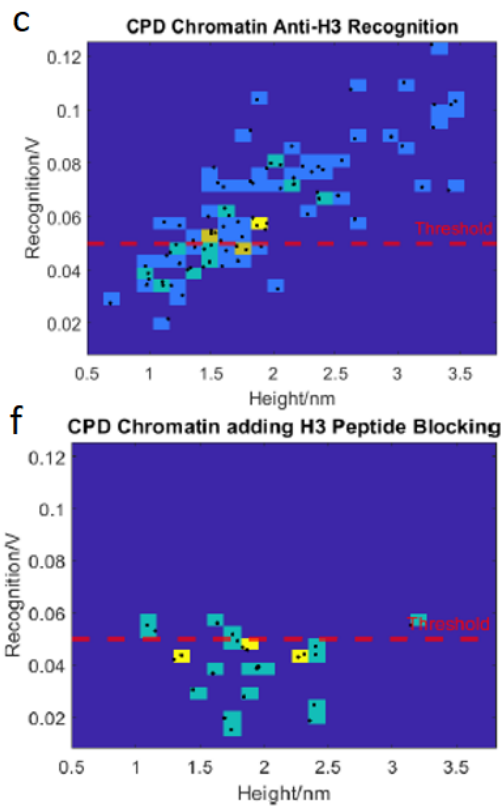 c
CPD Chromatin Anti-H3 Recognition
0.12
0.1
0.08
0.06
0.04
0.02
Recognition/V
Threshold
0.5 1 1.5 2 2.5 3 3.5
Height/nm
f
CPD Chromatin adding H3 Peptide Blocking
0.12
0.1
0.08
0.06
0.04
0.02
Recognition/V
Threshold
0.5 1 1.5 2 2.5 3 3.5
Height/nm